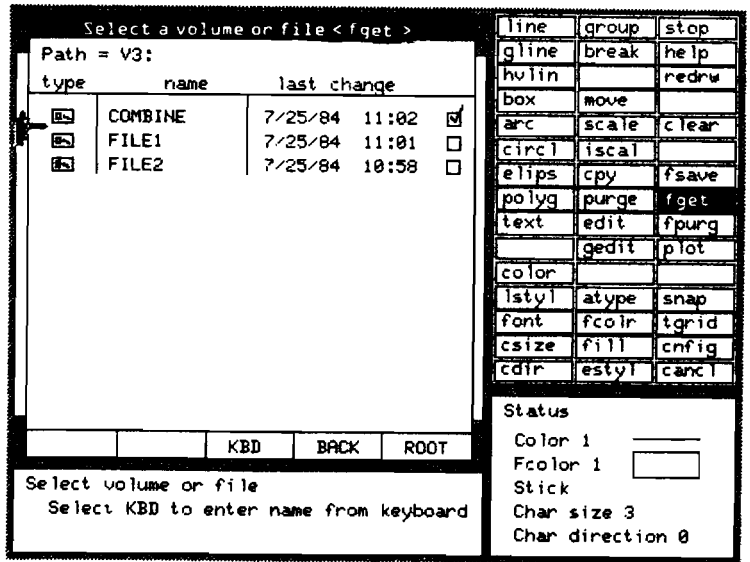 Select a volume or file < fget >
Path = V3:
type name last change
COMBINE 7/25/84 11:02
FILE1 7/25/84 11:01
FILE2 7/25/84 10:58
KBD BACK ROOT
Select volume or file
Select KBD to enter name from keyboard
line group stop
gline break help
hvlin redrw
box move
arc scale clear
circl iscal
elips cpy fsave
polyg purge fget
text edit fpurg
gedit plot
color
lstyl atype snap
font fcolr tgrid
csize fill cnfig
cdir estyl cancl
Status
Color 1
Fcolor 1
Stick
Char size 3
Char direction 0